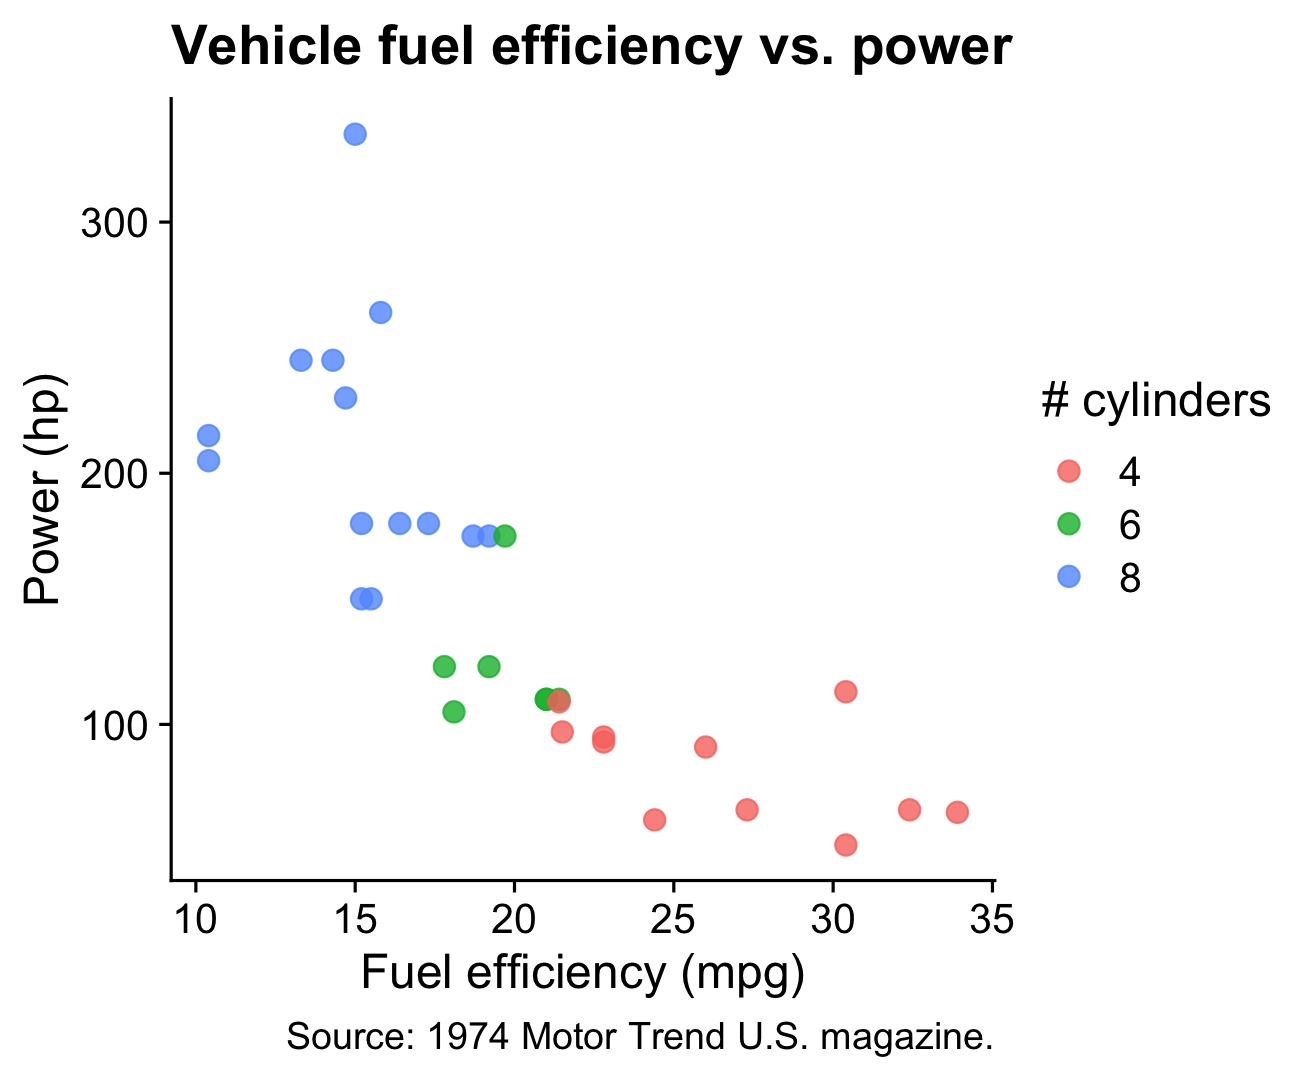 Vehicle fuel efficiency vs. power
300
200
100
Power (hp)
10 15 20 25 30 35
Fuel efficiency (mpg)
Source: 1974 Motor Trend U.S. magazine.
# cylinders
4
6
8